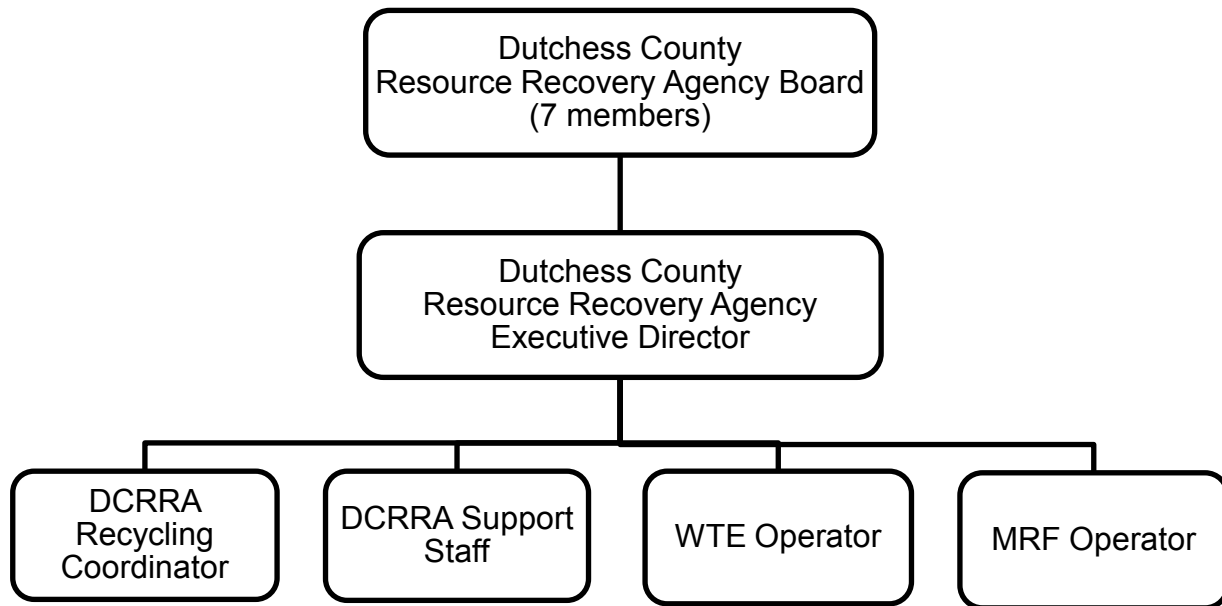 Dutchess County
Resource Recovery Agency Board
(7 members)
Dutchess County
Resource Recovery Agency
Executive Director
DCRRA
Recycling
Coordinator
DCRRA Support
Staff
WTE Operator
MRF Operator